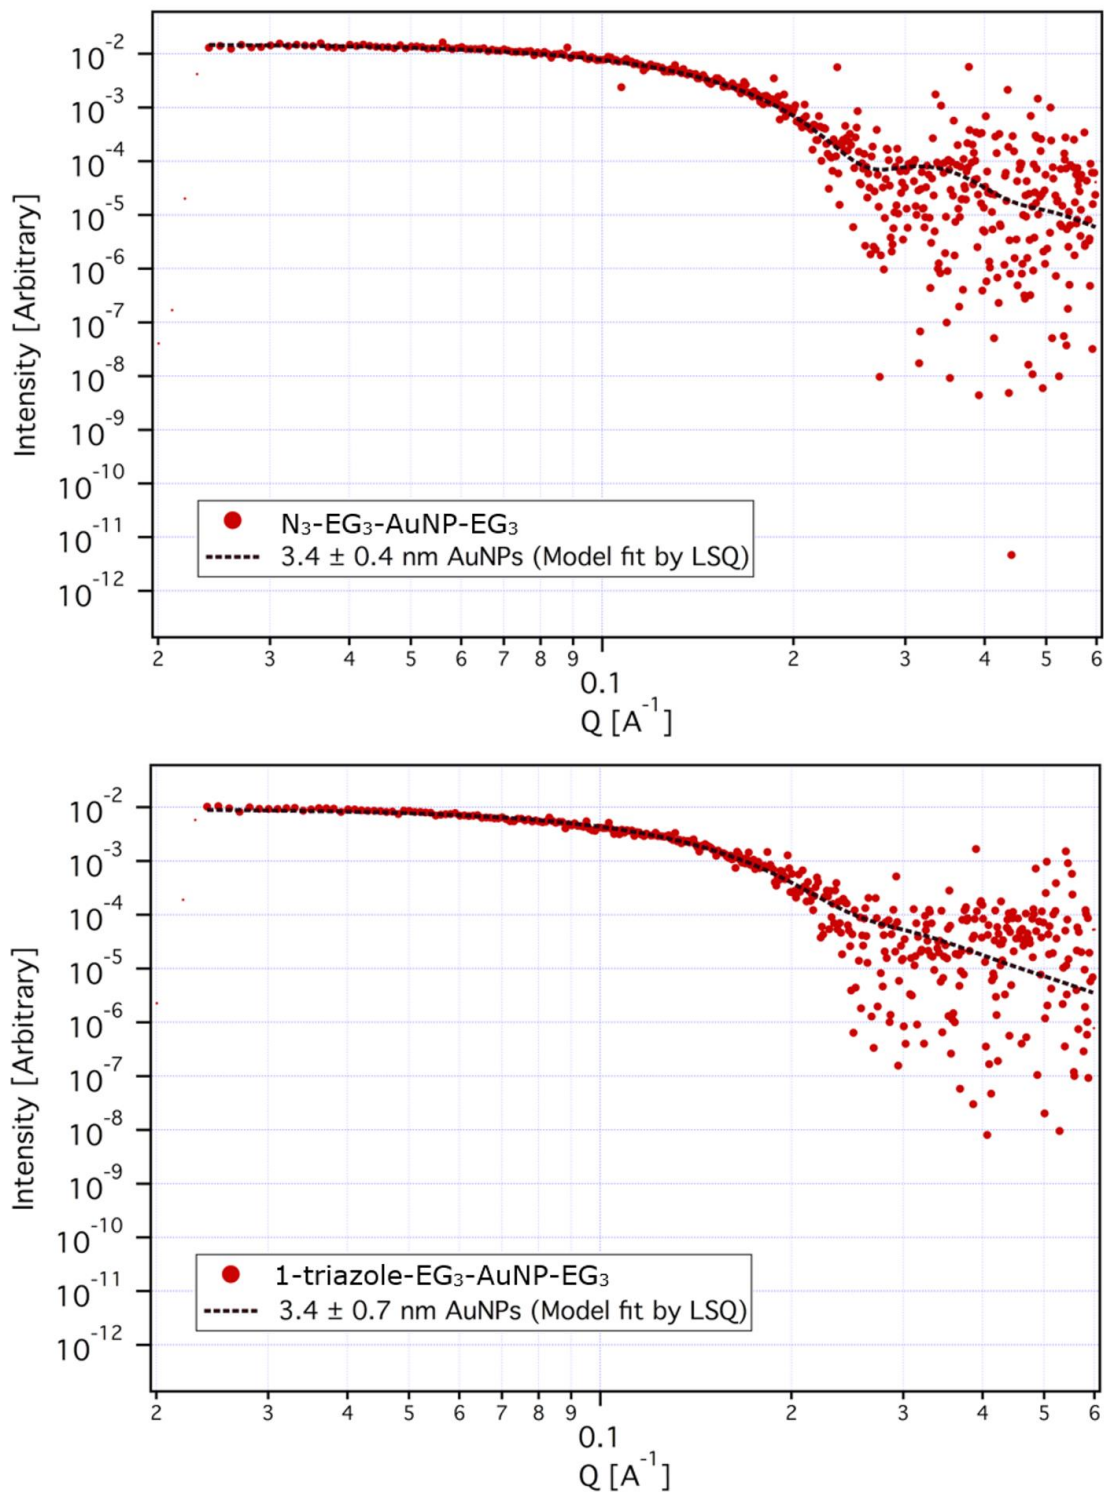 10⁻²
10⁻³
10⁻⁴
10⁻⁵
10⁻⁶
10⁻⁷
10⁻⁸
10⁻⁹
10⁻¹⁰
10⁻¹¹
10⁻¹²
Intensity [Arbitrary]
N₃-EG₃-AuNP-EG₃
3.4 ± 0.4 nm AuNPs (Model fit by LSQ)
2 3 4 5 6 7 8 9 2 3 4 5 6
0.1
Q [A⁻¹]
10⁻²
10⁻³
10⁻⁴
10⁻⁵
10⁻⁶
10⁻⁷
10⁻⁸
10⁻⁹
10⁻¹⁰
10⁻¹¹
10⁻¹²
Intensity [Arbitrary]
1-triazole-EG₃-AuNP-EG₃
3.4 ± 0.7 nm AuNPs (Model fit by LSQ)
2 3 4 5 6 7 8 9 2 3 4 5 6
0.1
Q [A⁻¹]